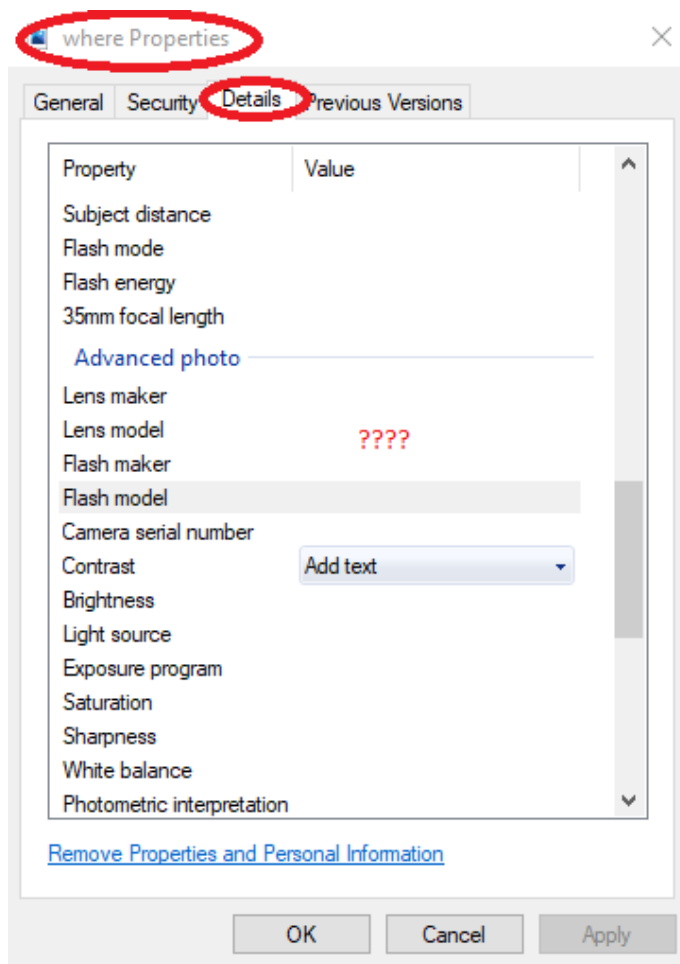 where Properties
General Security Details Previous Versions
Property Value
Subject distance
Flash mode
Flash energy
35mm focal length
Advanced photo
Lens maker
Lens model
????
Flash maker
Flash model
Camera serial number
Contrast Add text
Brightness
Light source
Exposure program
Saturation
Sharpness
White balance
Photometric interpretation
Remove Properties and Personal Information
OK Cancel Apply